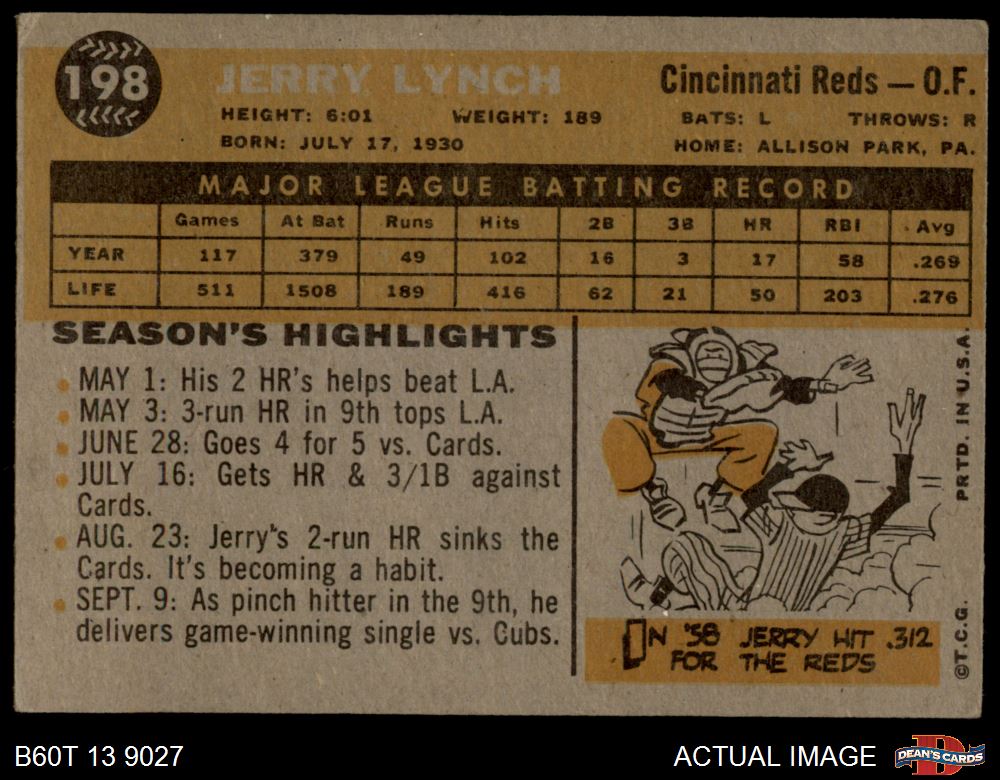 198
JERRY LYNCH
Cincinnati Reds — O.F.
HEIGHT: 6:01 WEIGHT: 189 BATS: L THROWS: R
BORN: JULY 17, 1930 HOME: ALLISON PARK, PA.
MAJOR LEAGUE BATTING RECORD
Games At Bat Runs Hits 2B 3B HR RBI Avg
YEAR 117 379 49 102 16 3 17 58 .269
LIFE 511 1508 189 416 62 21 50 203 .276
SEASON'S HIGHLIGHTS
MAY 1: His 2 HR's helps beat L.A.
MAY 3: 3-run HR in 9th tops L.A.
JUNE 28: Goes 4 for 5 vs. Cards.
JULY 16: Gets HR & 3/1B against
Cards.
AUG. 23: Jerry's 2-run HR sinks the
Cards. It's becoming a habit.
SEPT. 9: As pinch hitter in the 9th, he
delivers game-winning single vs. Cubs.
IN '58 JERRY HIT .312
FOR THE REDS
©T.C.G. PRTD. IN U.S.A.
B60T 13 9027
ACTUAL IMAGE
D
DEAN'S CARDS